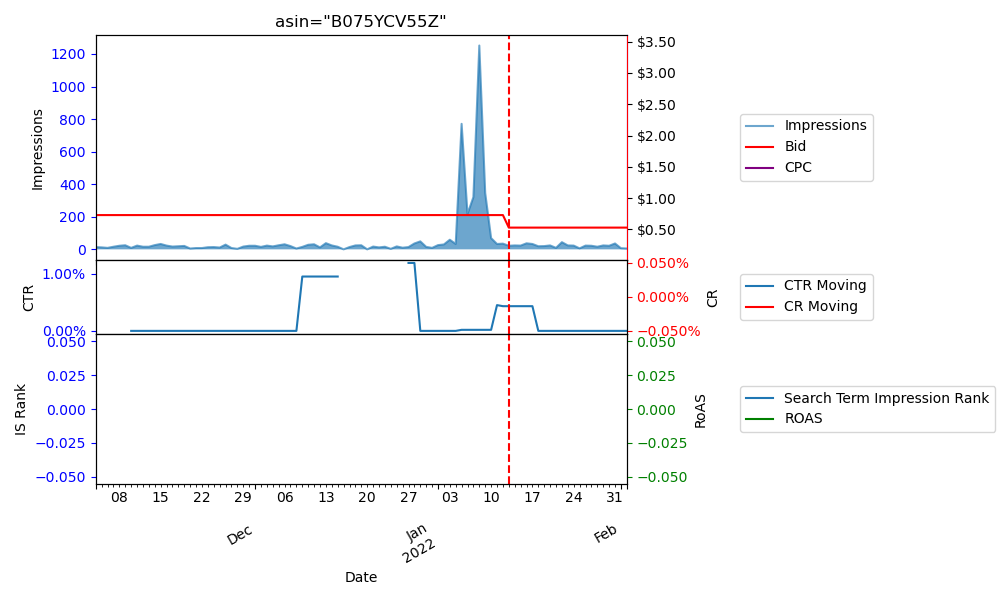 asin="B075YCV55Z"
1200
1000
800
600
400
200
0
Impressions
$3.50
$3.00
$2.50
$2.00
$1.50
$1.00
$0.50
Impressions
Bid
CPC
1.00%
0.00%
CTR
0.050%
0.000%
−0.050%
CR
CTR Moving
CR Moving
0.050
0.025
0.000
−0.025
−0.050
IS Rank
0.050
0.025
0.000
−0.025
−0.050
RoAS
Search Term Impression Rank
ROAS
08 15 22 29 06 13 20 27 03 10 17 24 31
Dec Jan Feb
2022
Date